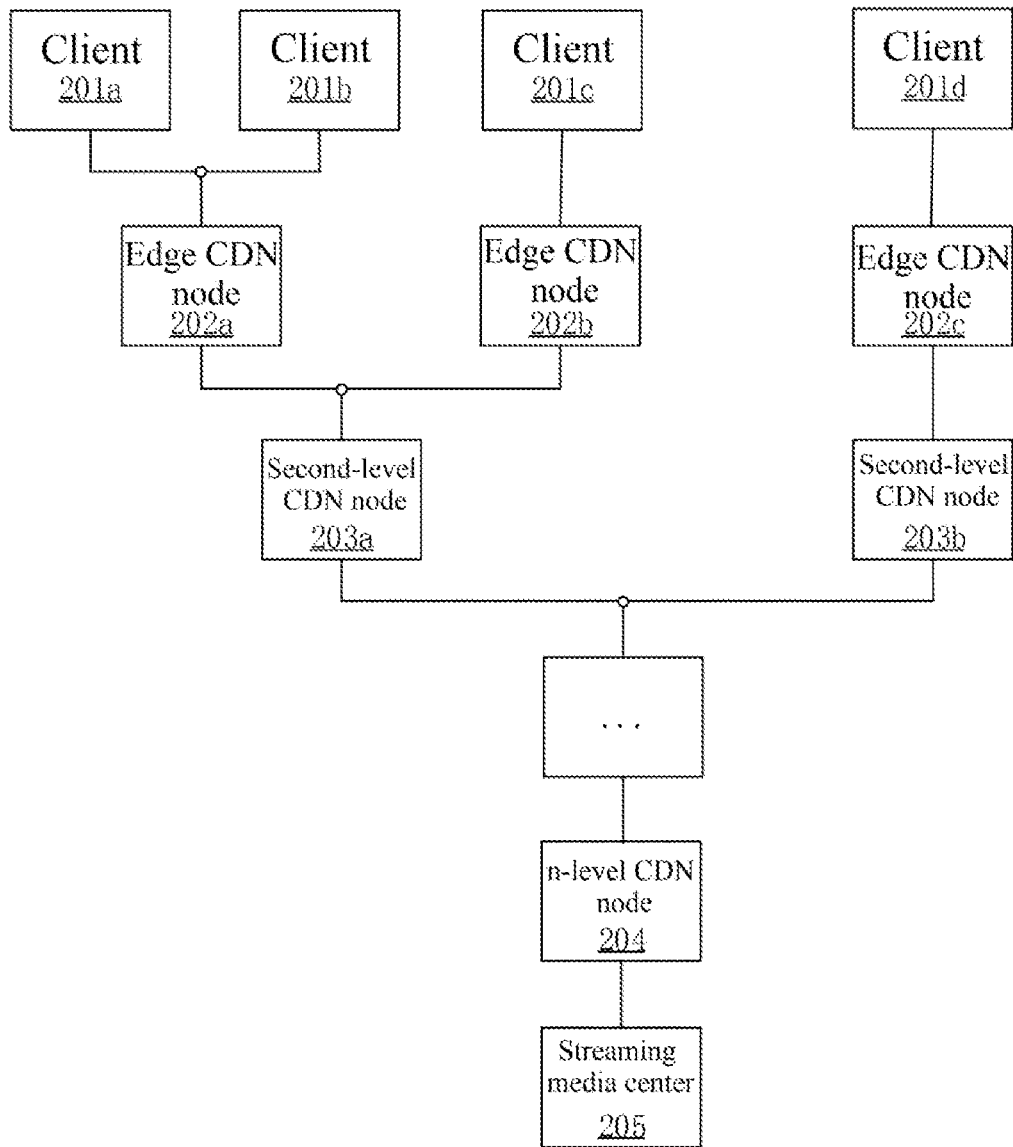 Client
201a
Client
201b
Client
201c
Client
201d
Edge CDN
node
202a
Edge CDN
node
202b
Edge CDN
node
202c
Second-level
CDN node
203a
Second-level
CDN node
203b
...
n-level CDN
node
204
Streaming
media center
205